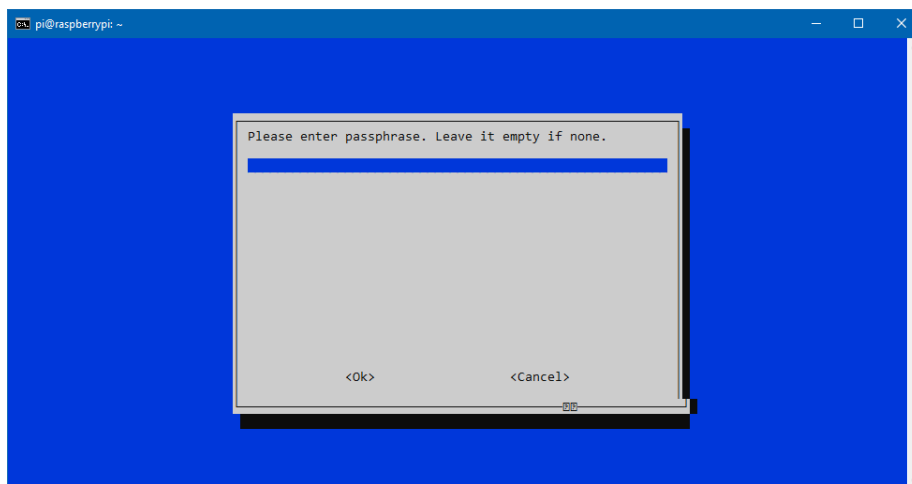 pi@raspberrypi: ~
Please enter passphrase. Leave it empty if none.
<Ok> <Cancel>